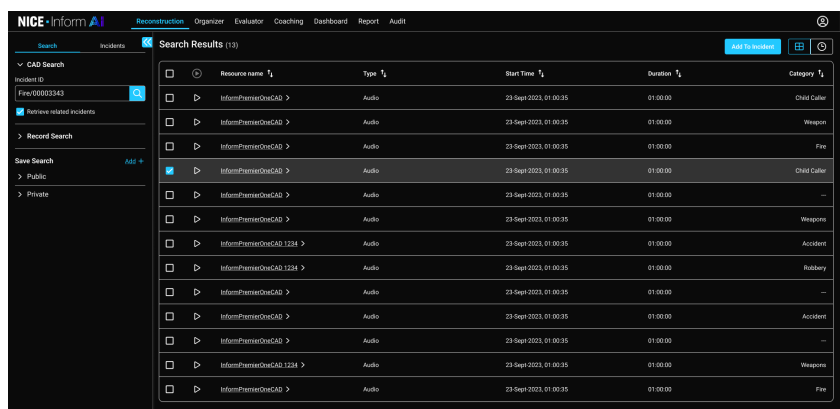 NICE · Inform AI Reconstruction Organizer Evaluator Coaching Dashboard Report Audit
Search Incidents
CAD Search
Incident ID
Fire/00003343
Retrieve related incidents
Record Search
Save Search Add +
Public
Private
Search Results (13)
Add To Incident
Resource name Type Start Time Duration Category
InformPremierOneCAD > Audio 23-Sept-2023, 01:00:35 01:00:00 Child Caller
InformPremierOneCAD > Audio 23-Sept-2023, 01:00:35 01:00:00 Weapon
InformPremierOneCAD > Audio 23-Sept-2023, 01:00:35 01:00:00 Fire
InformPremierOneCAD > Audio 23-Sept-2023, 01:00:35 01:00:00 Child Caller
InformPremierOneCAD > Audio 23-Sept-2023, 01:00:35 01:00:00 —
InformPremierOneCAD > Audio 23-Sept-2023, 01:00:35 01:00:00 Weapons
InformPremierOneCAD 1234 > Audio 23-Sept-2023, 01:00:35 01:00:00 Accident
InformPremierOneCAD 1234 > Audio 23-Sept-2023, 01:00:35 01:00:00 Robbery
InformPremierOneCAD > Audio 23-Sept-2023, 01:00:35 01:00:00 —
InformPremierOneCAD > Audio 23-Sept-2023, 01:00:35 01:00:00 Accident
InformPremierOneCAD > Audio 23-Sept-2023, 01:00:35 01:00:00 —
InformPremierOneCAD 1234 > Audio 23-Sept-2023, 01:00:35 01:00:00 Weapons
InformPremierOneCAD > Audio 23-Sept-2023, 01:00:35 01:00:00 Fire